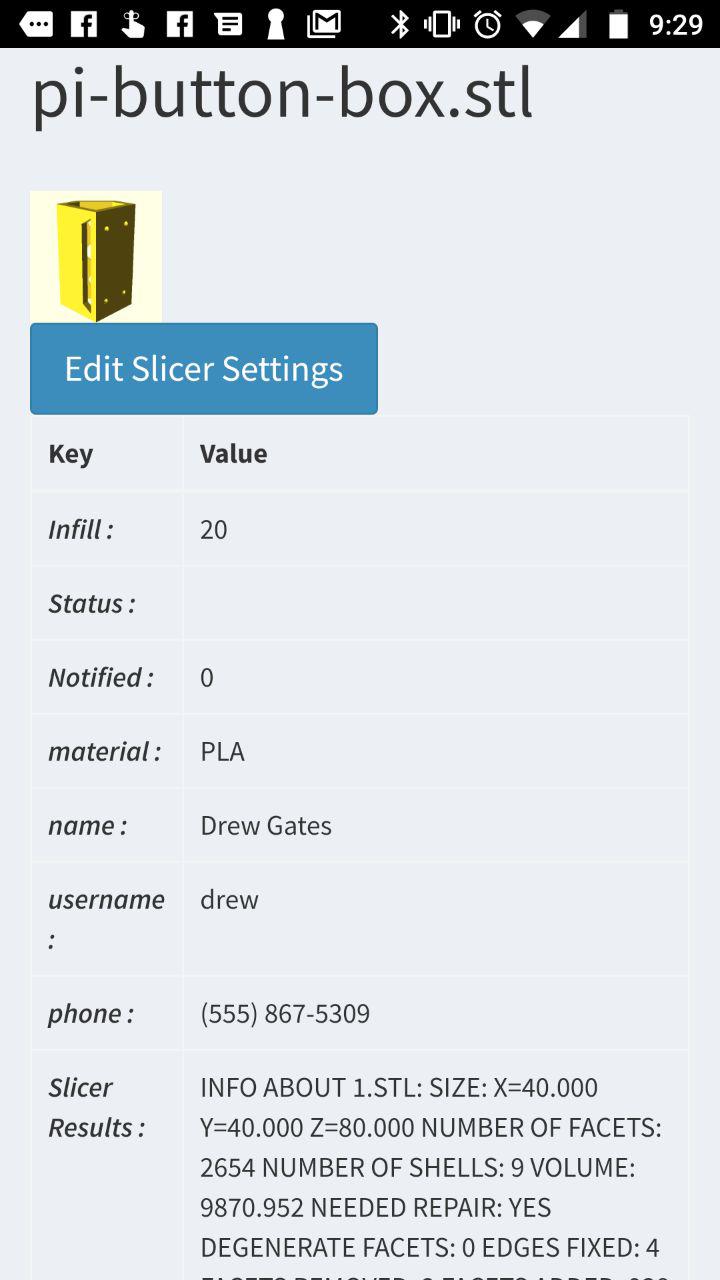 9:29
pi-button-box.stl
Edit Slicer Settings
Key Value
Infill : 20
Status :
Notified : 0
material : PLA
name : Drew Gates
username
:
drew
phone : (555) 867-5309
Slicer
Results :
INFO ABOUT 1.STL: SIZE: X=40.000
Y=40.000 Z=80.000 NUMBER OF FACETS:
2654 NUMBER OF SHELLS: 9 VOLUME:
9870.952 NEEDED REPAIR: YES
DEGENERATE FACETS: 0 EDGES FIXED: 4